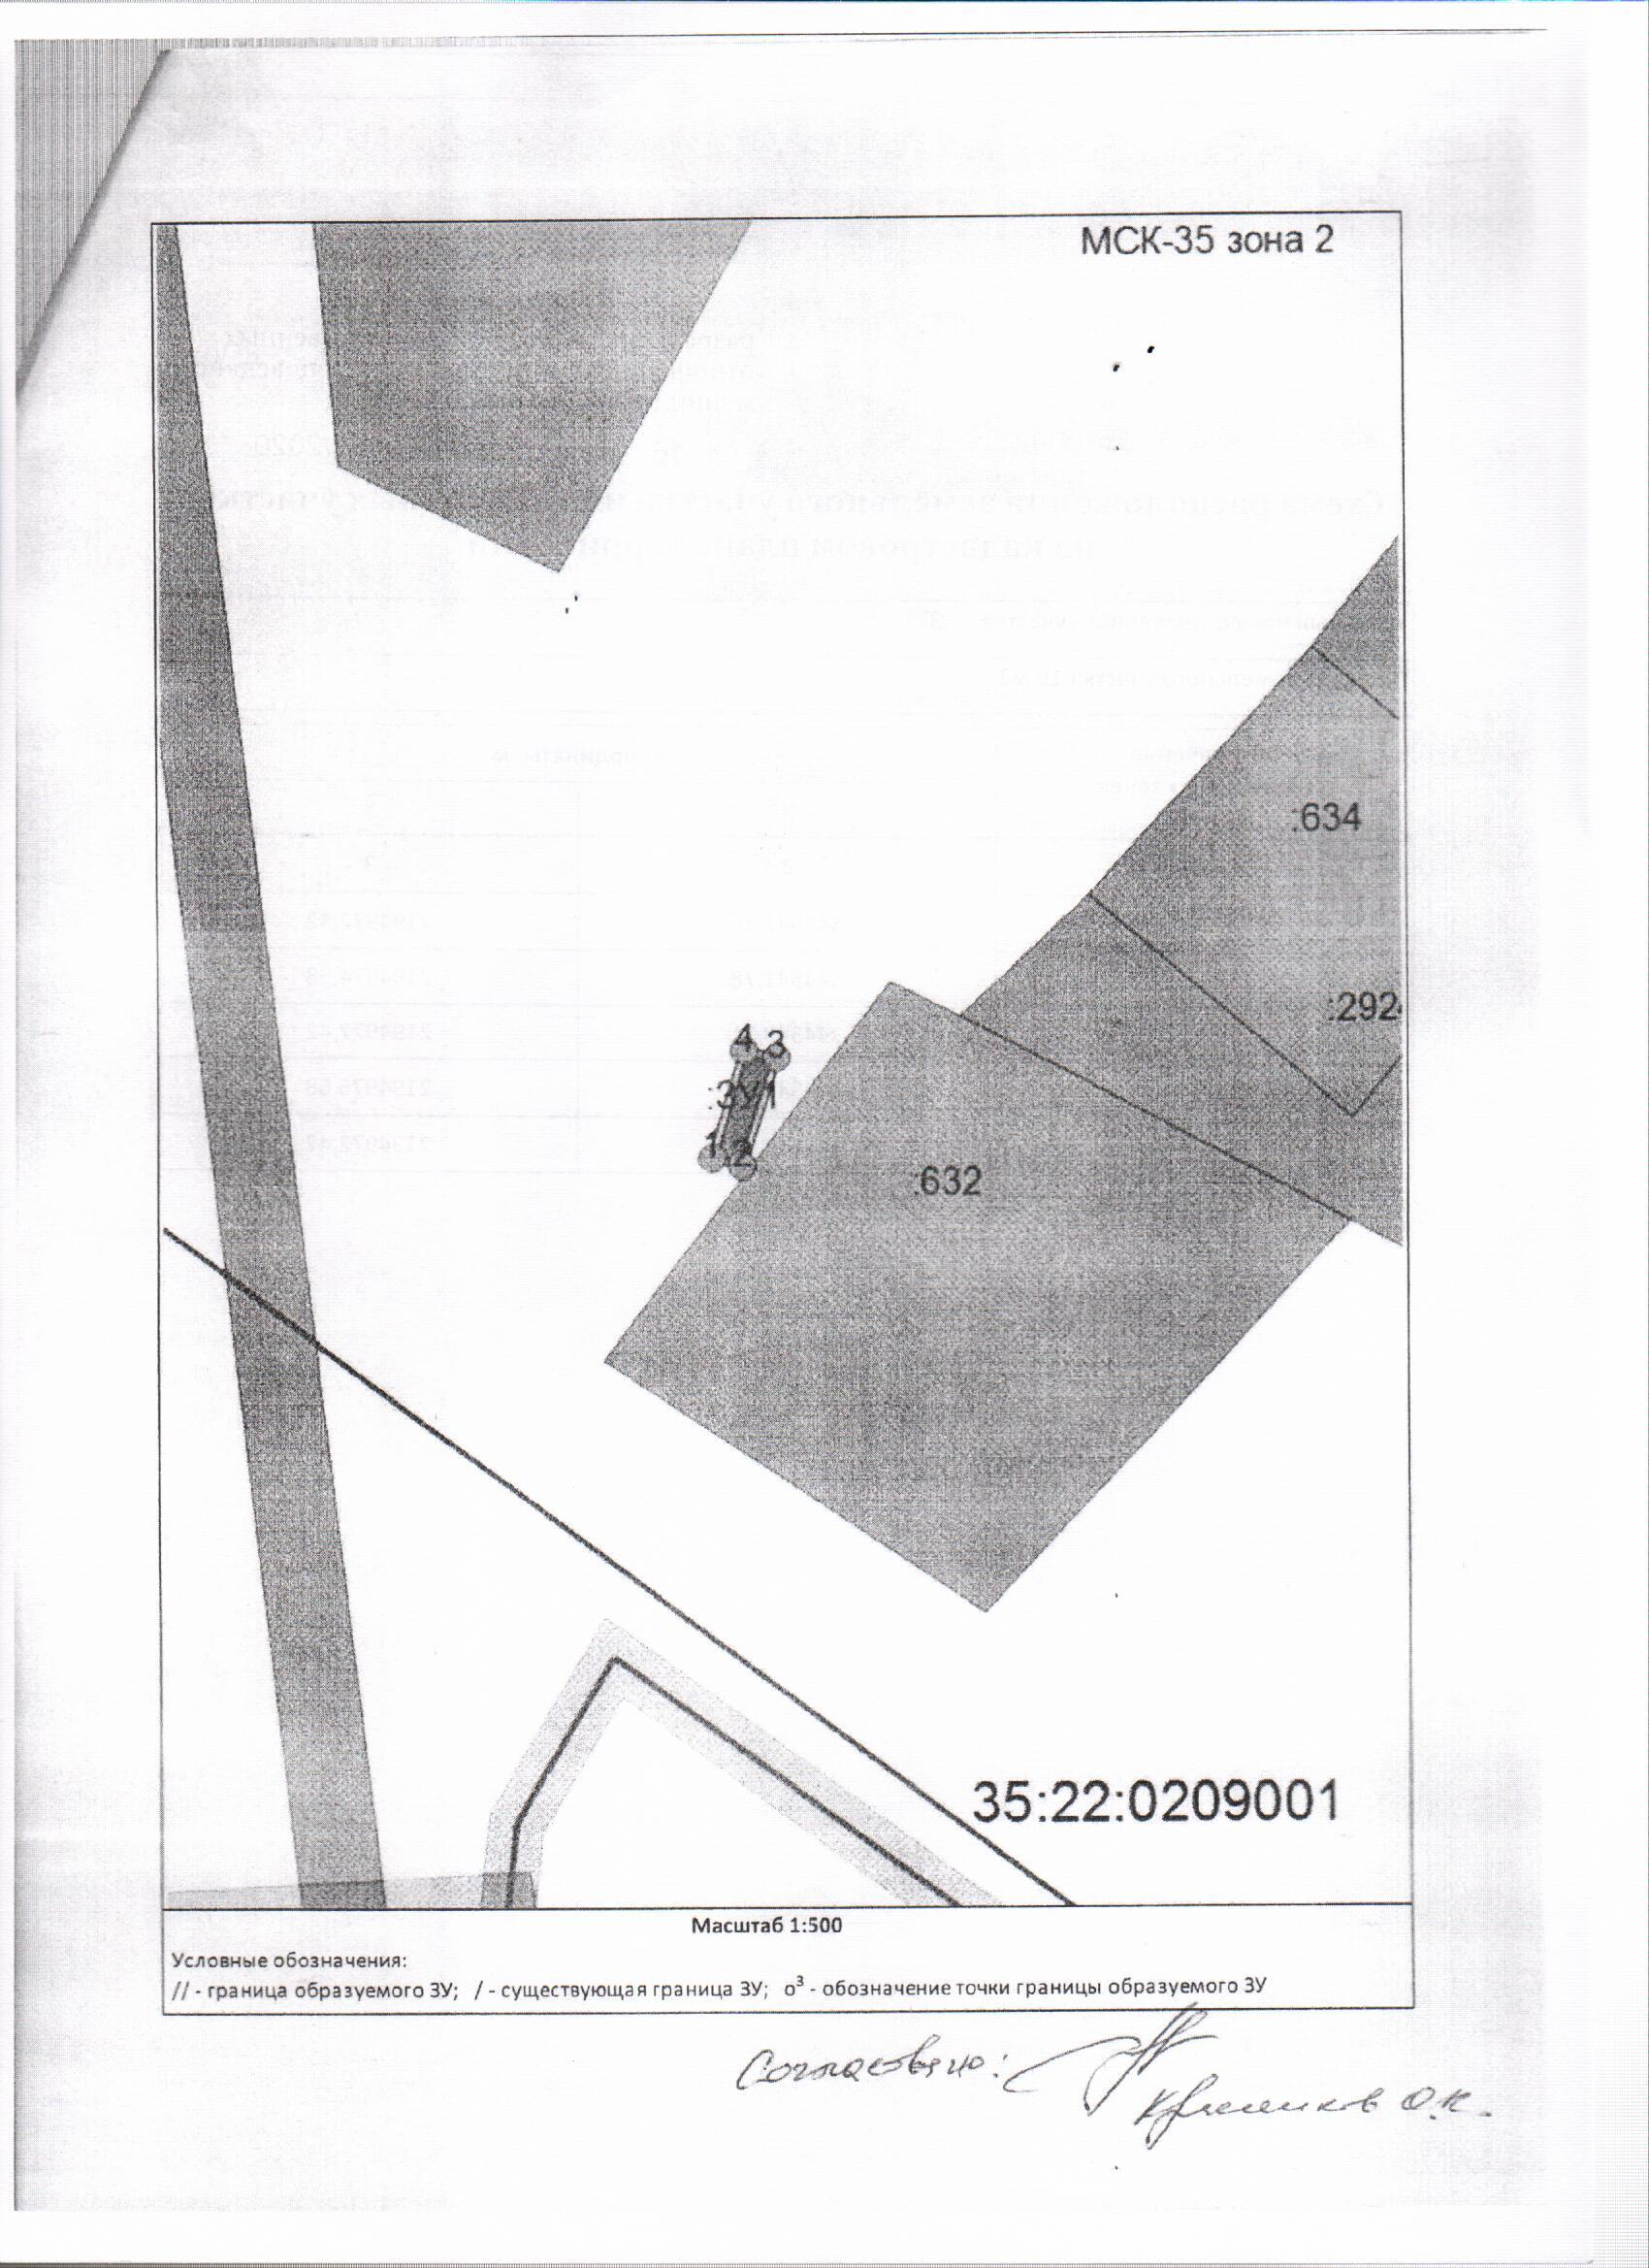 МСК-35 зона 2
:634
:292
4 3
:ЗУ1
1 2
:632
35:22:0209001
Масштаб 1:500
Условные обозначения:
// - граница образуемого ЗУ; / - существующая граница ЗУ; о³ - обозначение точки границы образуемого ЗУ
Согласовано:
О.К.